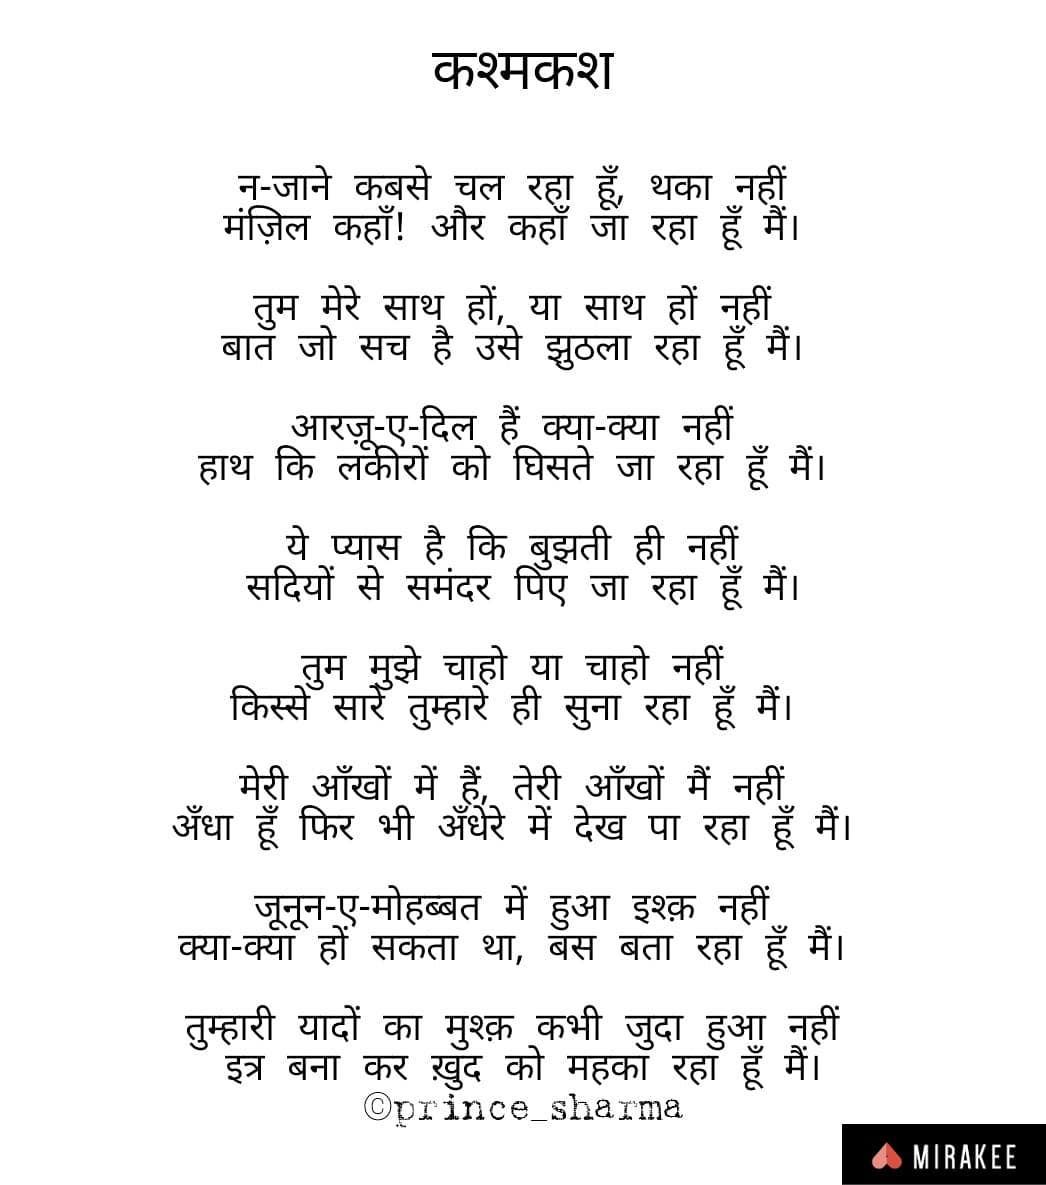 कश्मकश
न-जाने कबसे चल रहा हूँ, थका नहीं
मंज़िल कहाँ! और कहाँ जा रहा हूँ मैं।
तुम मेरे साथ हों, या साथ हों नहीं
बात जो सच है उसे झुठला रहा हूँ मैं।
आरज़ू-ए-दिल हैं क्या-क्या नहीं
हाथ कि लकीरों को घिसते जा रहा हूँ मैं।
ये प्यास है कि बुझती ही नहीं
सदियों से समंदर पिए जा रहा हूँ मैं।
तुम मुझे चाहो या चाहो नहीं
किस्से सारे तुम्हारे ही सुना रहा हूँ मैं।
मेरी आँखों में हैं, तेरी आँखों मैं नहीं
अँधा हूँ फिर भी अँधेरे में देख पा रहा हूँ मैं।
जूनून-ए-मोहब्बत में हुआ इश्क़ नहीं
क्या-क्या हों सकता था, बस बता रहा हूँ मैं।
तुम्हारी यादों का मुश्क़ कभी जुदा हुआ नहीं
इत्र बना कर ख़ुद को महका रहा हूँ मैं।
©prince_sharma
MIRAKEE